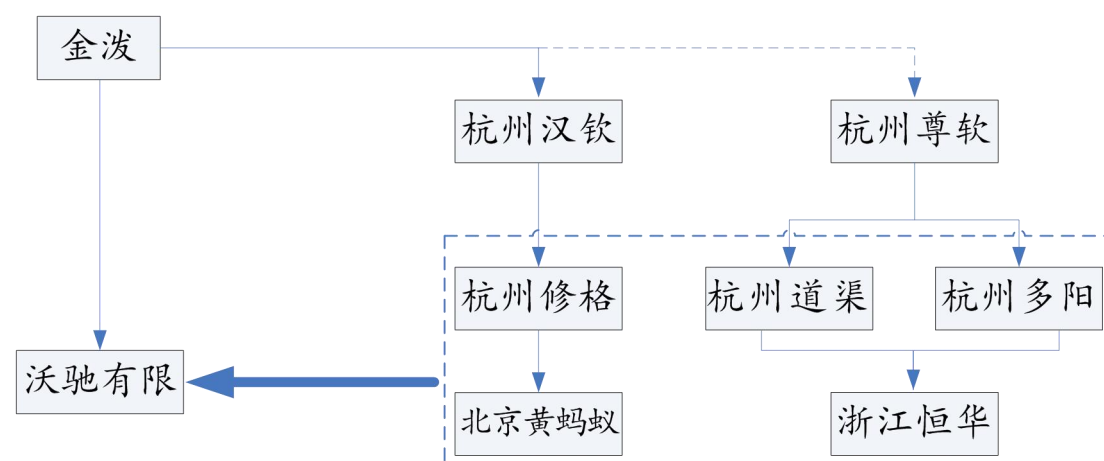 金泼
杭州汉钦
杭州尊软
杭州修格
杭州道渠
杭州多阳
沃驰有限
北京黄蚂蚁
浙江恒华